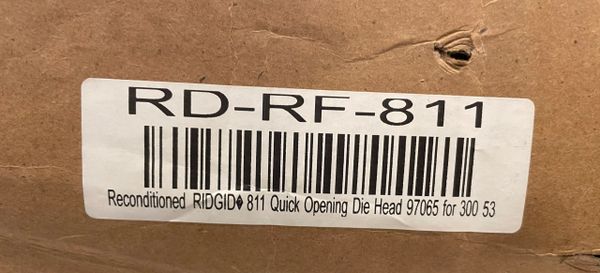 RD-RF-811
Reconditioned RIDGID� 811 Quick Opening Die Head 97065 for 300 53